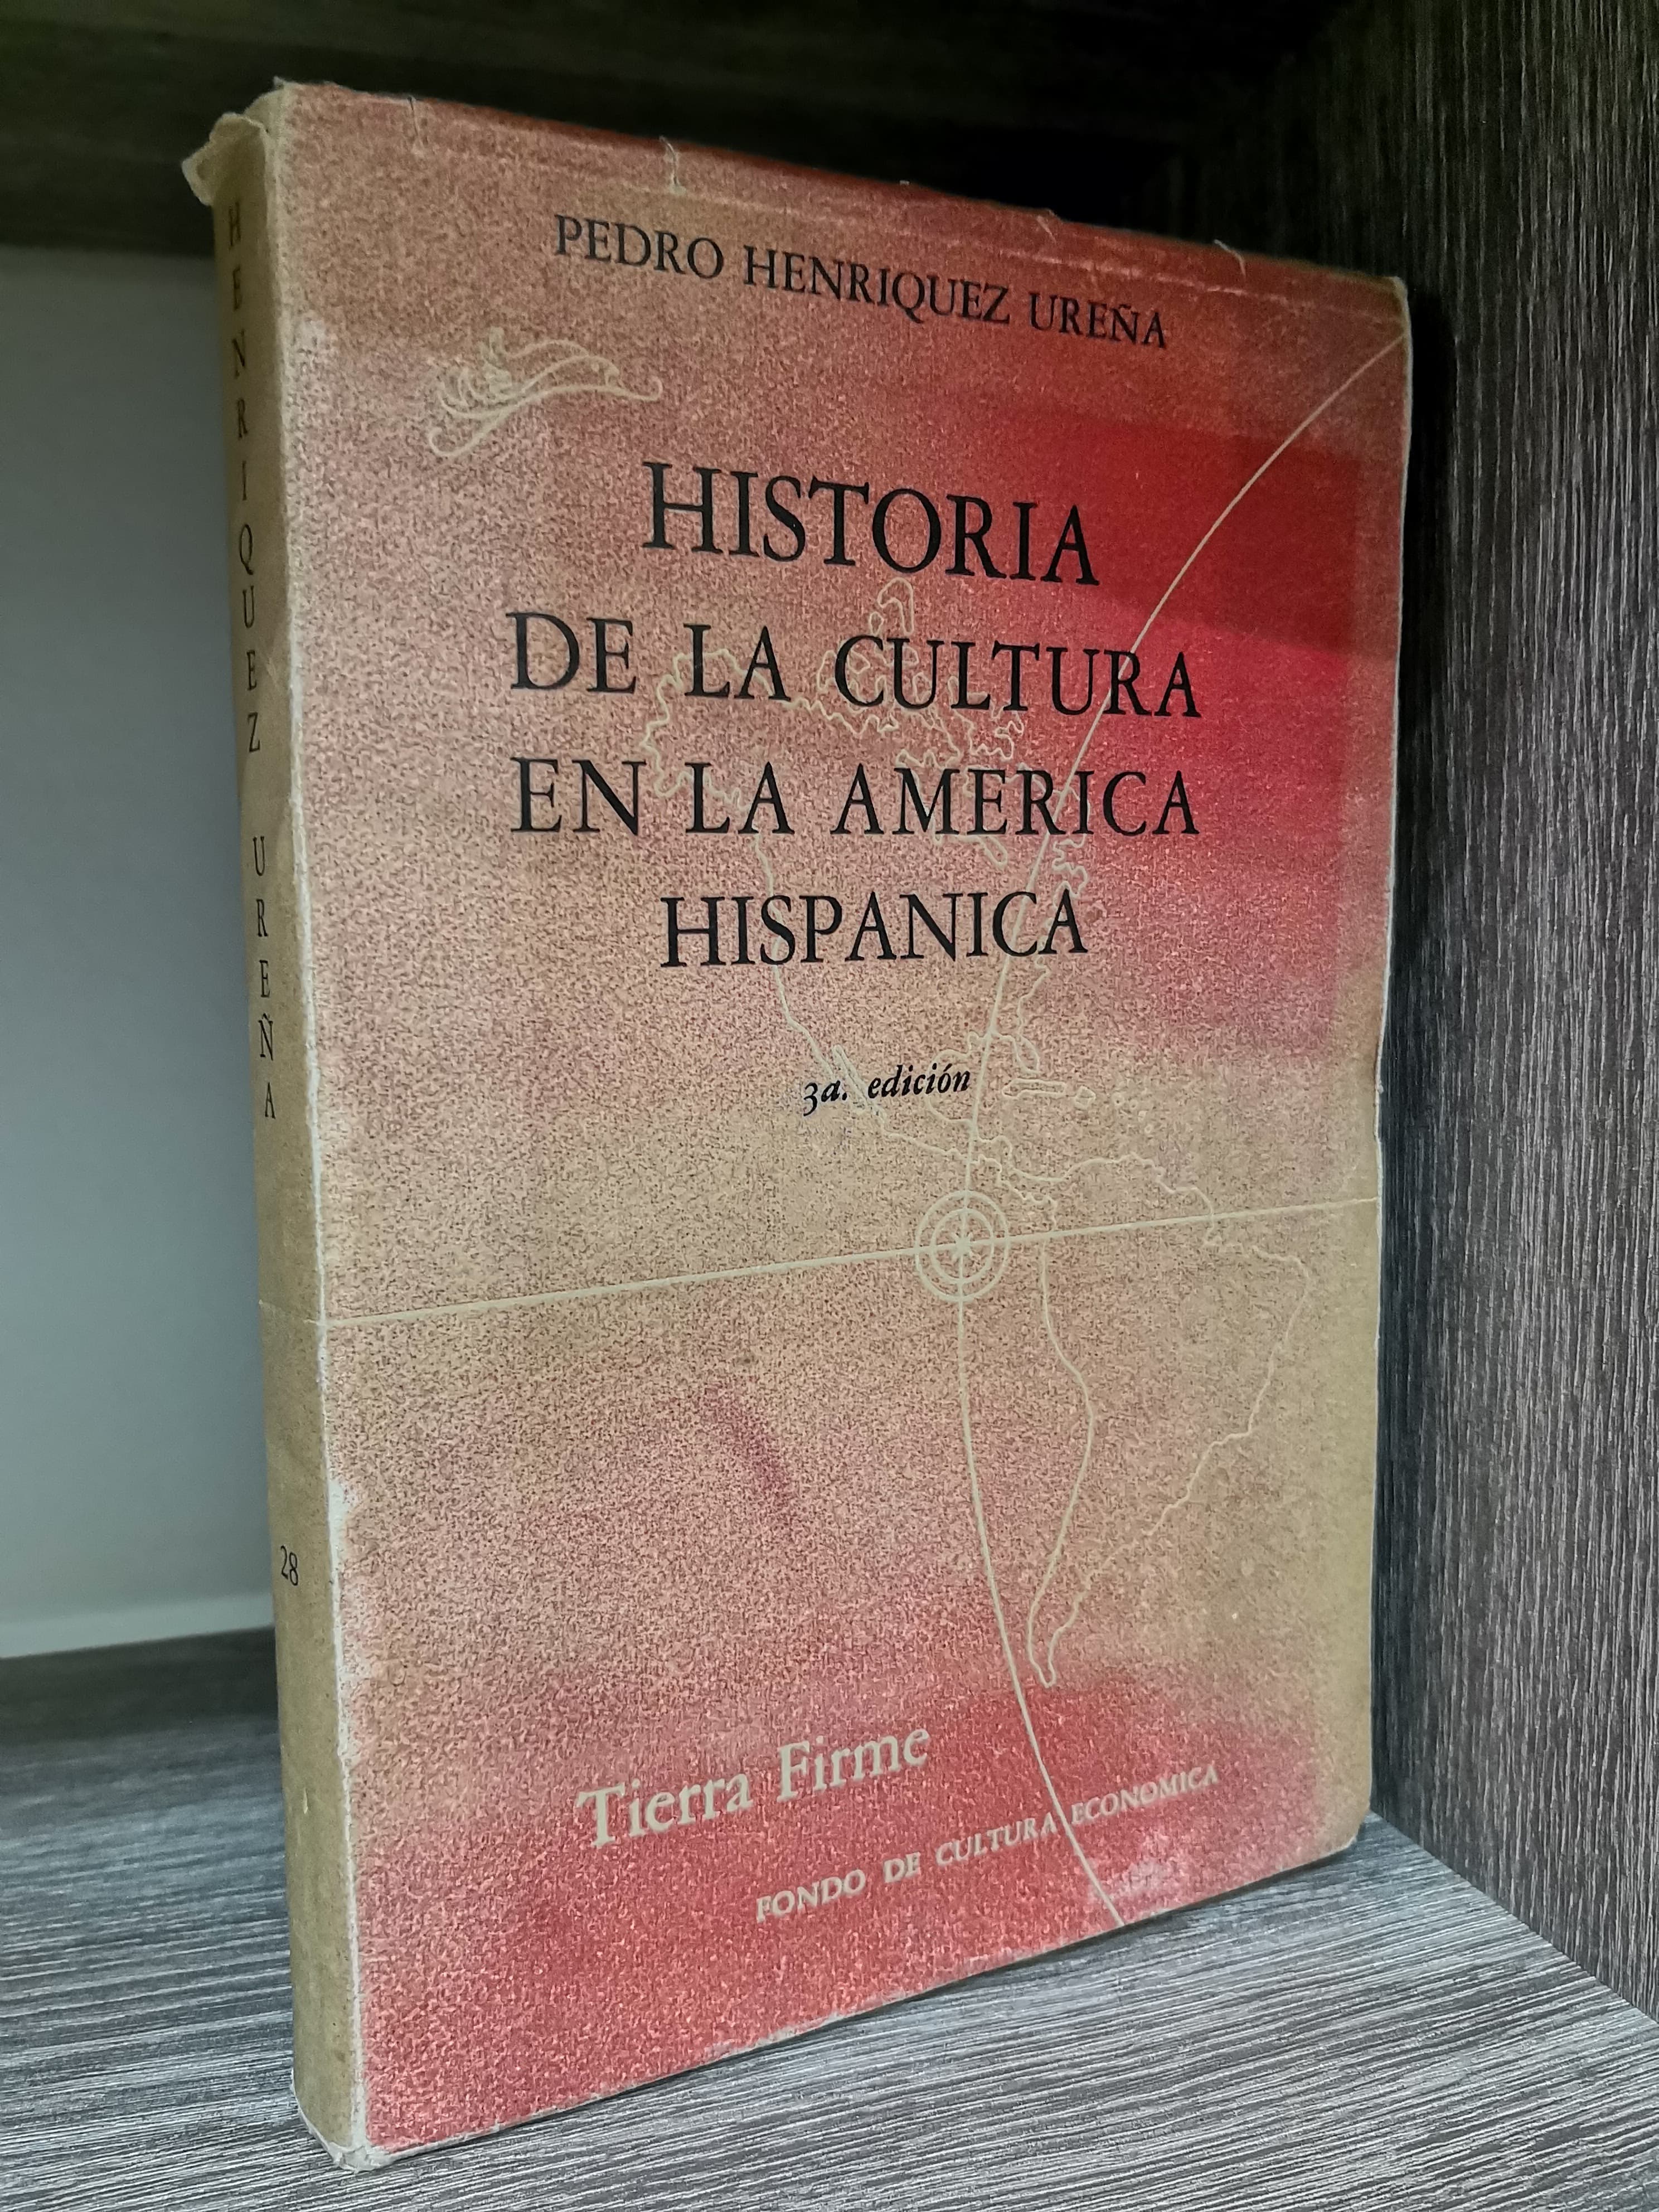 PEDRO HENRIQUEZ UREÑA
HISTORIA
DE LA CULTURA
EN LA AMERICA
HISPANICA
3a. edición
Tierra Firme
FONDO DE CULTURA ECONOMICA
HENRIQUEZ UREÑA
28